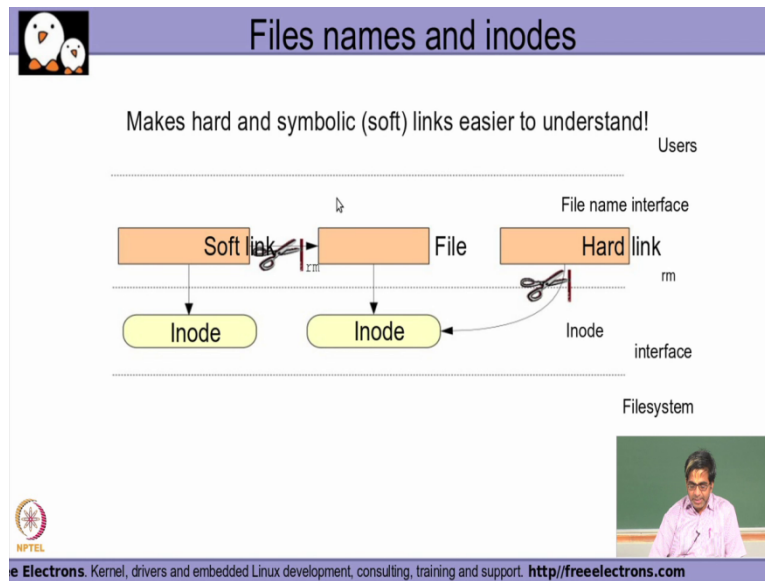 Files names and inodes
Makes hard and symbolic (soft) links easier to understand!
Users
File name interface
Soft link
File
Hard link
rm
rm
Inode
Inode
Inode
interface
Filesystem
NPTEL
e Electrons. Kernel, drivers and embedded Linux development, consulting, training and support. http//freeelectrons.com